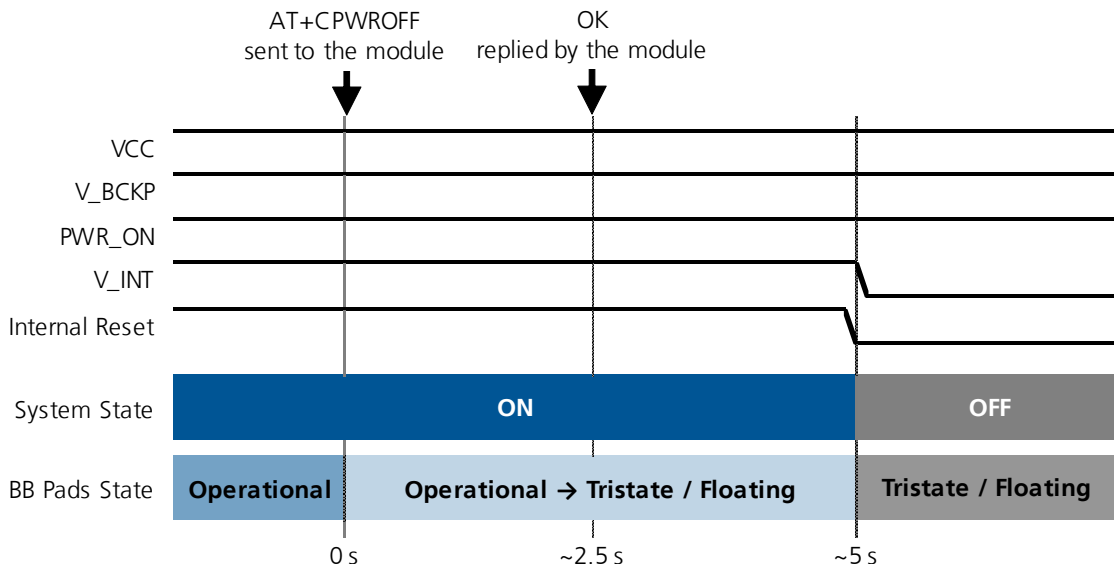 AT+CPWROFF
sent to the module
OK
replied by the module
VCC
V_BCKP
PWR_ON
V_INT
Internal Reset
System State
ON
OFF
BB Pads State
Operational
Operational → Tristate / Floating
Tristate / Floating
0 s
~2.5 s
~5 s